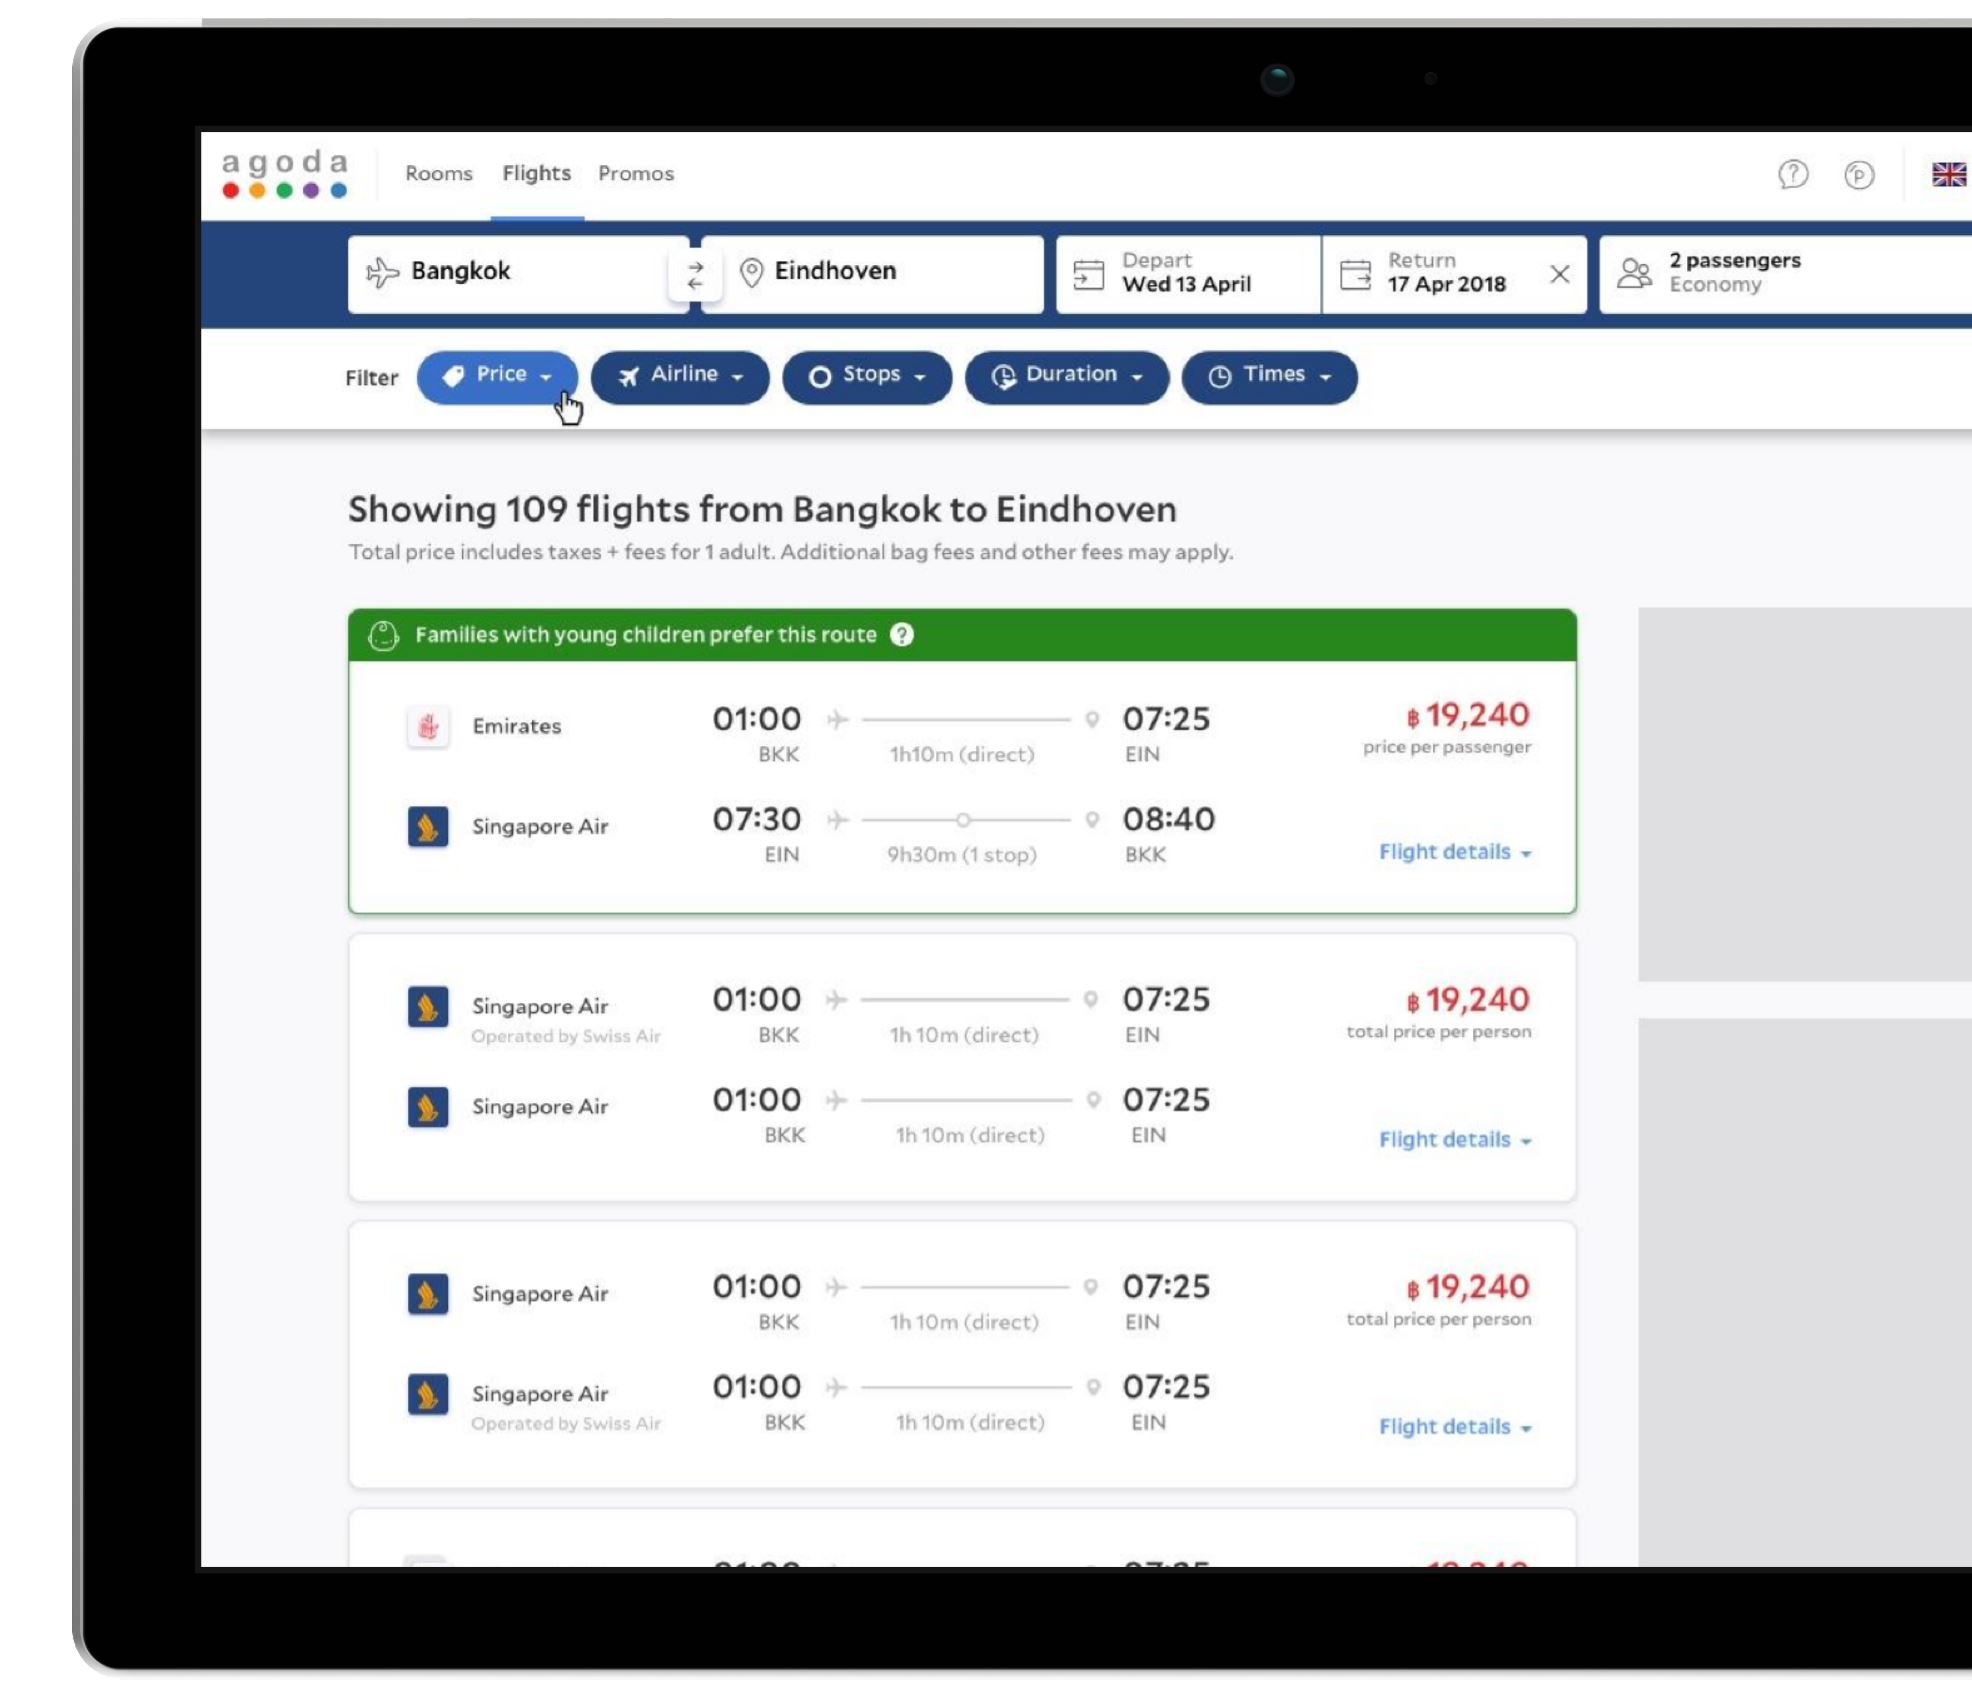 agoda
Rooms Flights Promos
Bangkok
Eindhoven
Depart
Wed 13 April
Return
17 Apr 2018
2 passengers
Economy
Filter Price Airline Stops Duration Times
Showing 109 flights from Bangkok to Eindhoven
Total price includes taxes + fees for 1 adult. Additional bag fees and other fees may apply.
Families with young children prefer this route ?
Emirates 01:00 07:25 ฿ 19,240
BKK 1h10m (direct) EIN price per passenger
Singapore Air 07:30 08:40
EIN 9h30m (1 stop) BKK Flight details
Singapore Air 01:00 07:25 ฿ 19,240
Operated by Swiss Air BKK 1h 10m (direct) EIN total price per person
Singapore Air 01:00 07:25
BKK 1h 10m (direct) EIN Flight details
Singapore Air 01:00 07:25 ฿ 19,240
BKK 1h 10m (direct) EIN total price per person
Singapore Air 01:00 07:25
Operated by Swiss Air BKK 1h 10m (direct) EIN Flight details